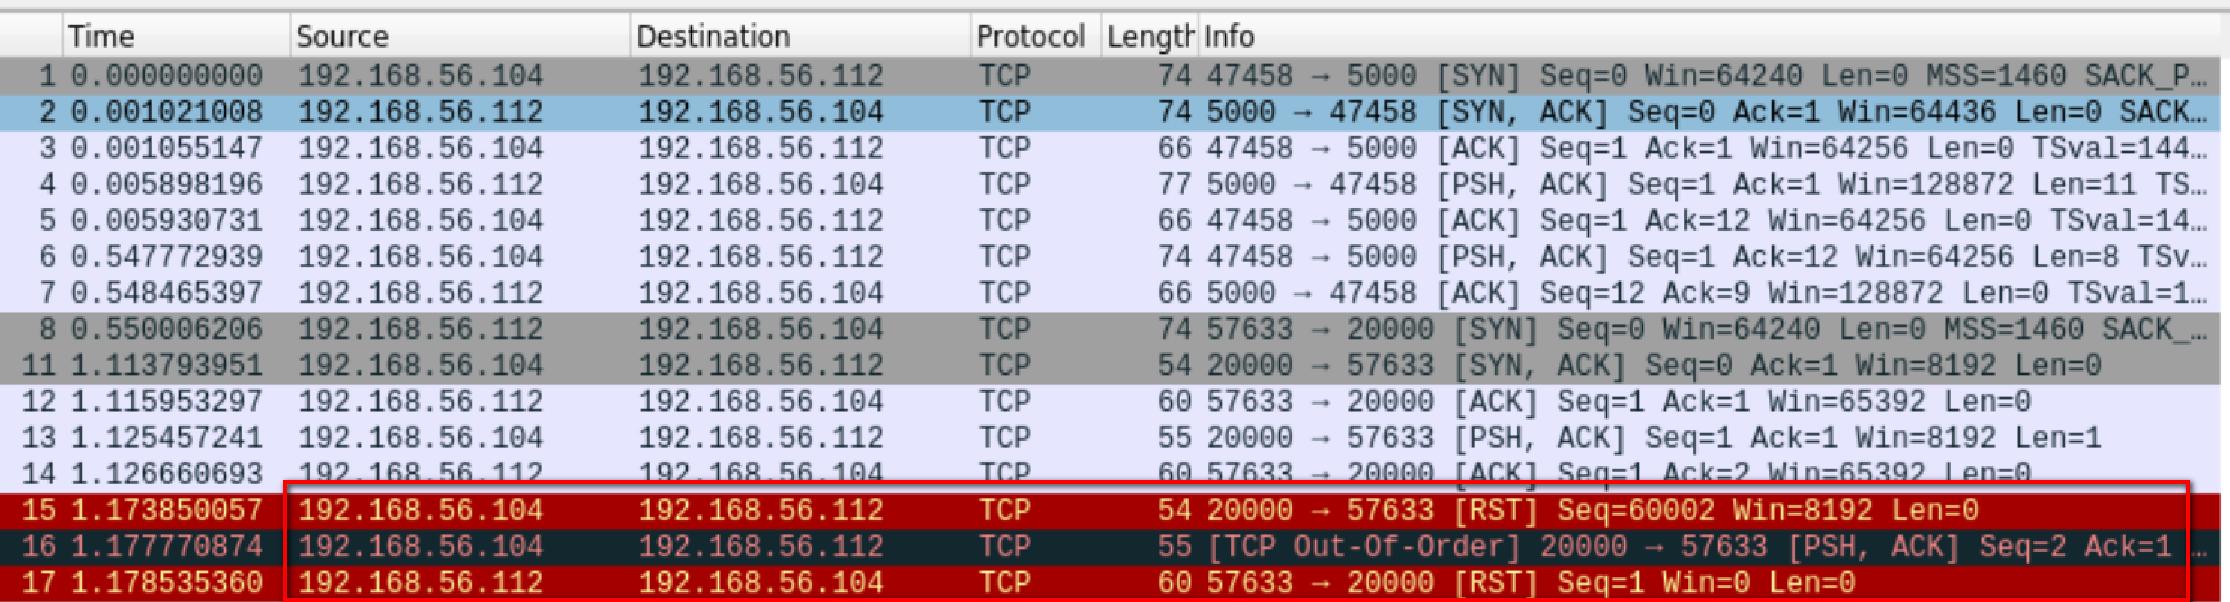 Time Source Destination Protocol Length Info
1 0.000000000 192.168.56.104 192.168.56.112 TCP 74 47458 → 5000 [SYN] Seq=0 Win=64240 Len=0 MSS=1460 SACK_P…
2 0.001021008 192.168.56.112 192.168.56.104 TCP 74 5000 → 47458 [SYN, ACK] Seq=0 Ack=1 Win=64436 Len=0 SACK…
3 0.001055147 192.168.56.104 192.168.56.112 TCP 66 47458 → 5000 [ACK] Seq=1 Ack=1 Win=64256 Len=0 TSval=144…
4 0.005898196 192.168.56.112 192.168.56.104 TCP 77 5000 → 47458 [PSH, ACK] Seq=1 Ack=1 Win=128872 Len=11 TS…
5 0.005930731 192.168.56.104 192.168.56.112 TCP 66 47458 → 5000 [ACK] Seq=1 Ack=12 Win=64256 Len=0 TSval=14…
6 0.547772939 192.168.56.104 192.168.56.112 TCP 74 47458 → 5000 [PSH, ACK] Seq=1 Ack=12 Win=64256 Len=8 TSv…
7 0.548465397 192.168.56.112 192.168.56.104 TCP 66 5000 → 47458 [ACK] Seq=12 Ack=9 Win=128872 Len=0 TSval=1…
8 0.550006206 192.168.56.112 192.168.56.104 TCP 74 57633 → 20000 [SYN] Seq=0 Win=64240 Len=0 MSS=1460 SACK_…
11 1.113793951 192.168.56.104 192.168.56.112 TCP 54 20000 → 57633 [SYN, ACK] Seq=0 Ack=1 Win=8192 Len=0
12 1.115953297 192.168.56.112 192.168.56.104 TCP 60 57633 → 20000 [ACK] Seq=1 Ack=1 Win=65392 Len=0
13 1.125457241 192.168.56.104 192.168.56.112 TCP 55 20000 → 57633 [PSH, ACK] Seq=1 Ack=1 Win=8192 Len=1
14 1.126660693 192.168.56.112 192.168.56.104 TCP 60 57633 → 20000 [ACK] Seq=1 Ack=2 Win=65392 Len=0
15 1.173850057 192.168.56.104 192.168.56.112 TCP 54 20000 → 57633 [RST] Seq=60002 Win=8192 Len=0
16 1.177770874 192.168.56.104 192.168.56.112 TCP 55 [TCP Out-Of-Order] 20000 → 57633 [PSH, ACK] Seq=2 Ack=1 …
17 1.178535360 192.168.56.112 192.168.56.104 TCP 60 57633 → 20000 [RST] Seq=1 Win=0 Len=0